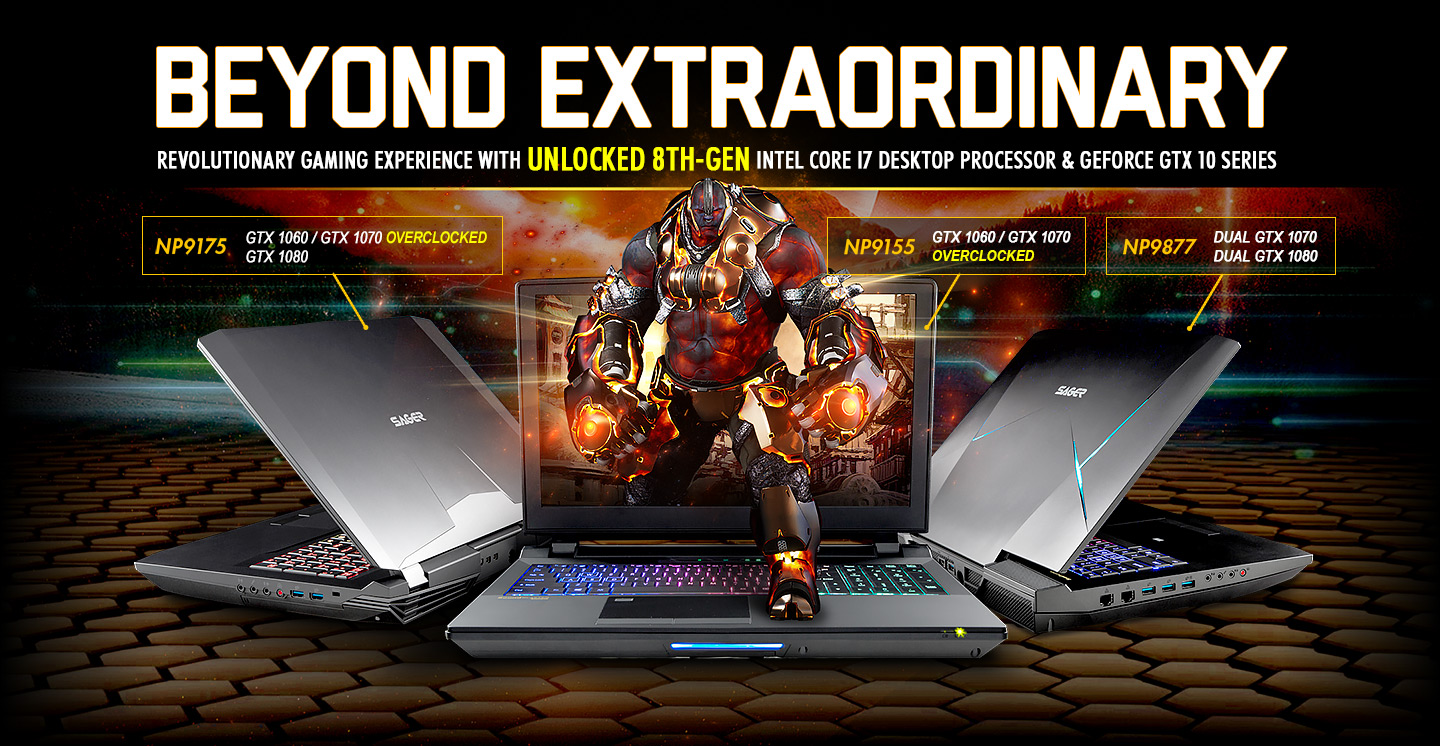 BEYOND EXTRAORDINARY
REVOLUTIONARY GAMING EXPERIENCE WITH UNLOCKED 8TH-GEN INTEL CORE I7 DESKTOP PROCESSOR & GEFORCE GTX 10 SERIES
NP9175
GTX 1060 / GTX 1070 OVERCLOCKED
GTX 1080
NP9155
GTX 1060 / GTX 1070
OVERCLOCKED
NP9877
DUAL GTX 1070
DUAL GTX 1080
SAGER
SAGER